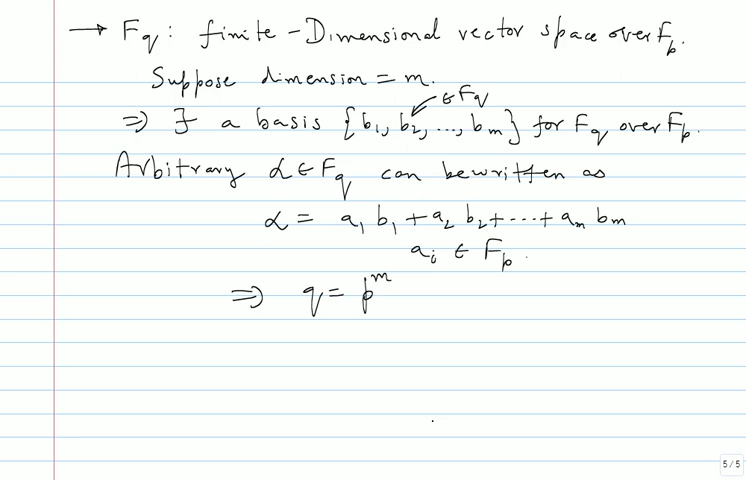 → F_q : finite-Dimensional vector space over F_p.
Suppose dimension = m.
∈ F_q
⇒ ∃ a basis {b_1, b_2, ..., b_m} for F_q over F_p.
Arbitrary α ∈ F_q can be written as
α = a_1 b_1 + a_2 b_2 + ··· + a_m b_m
a_i ∈ F_p.
⇒ q = p^m
5/5